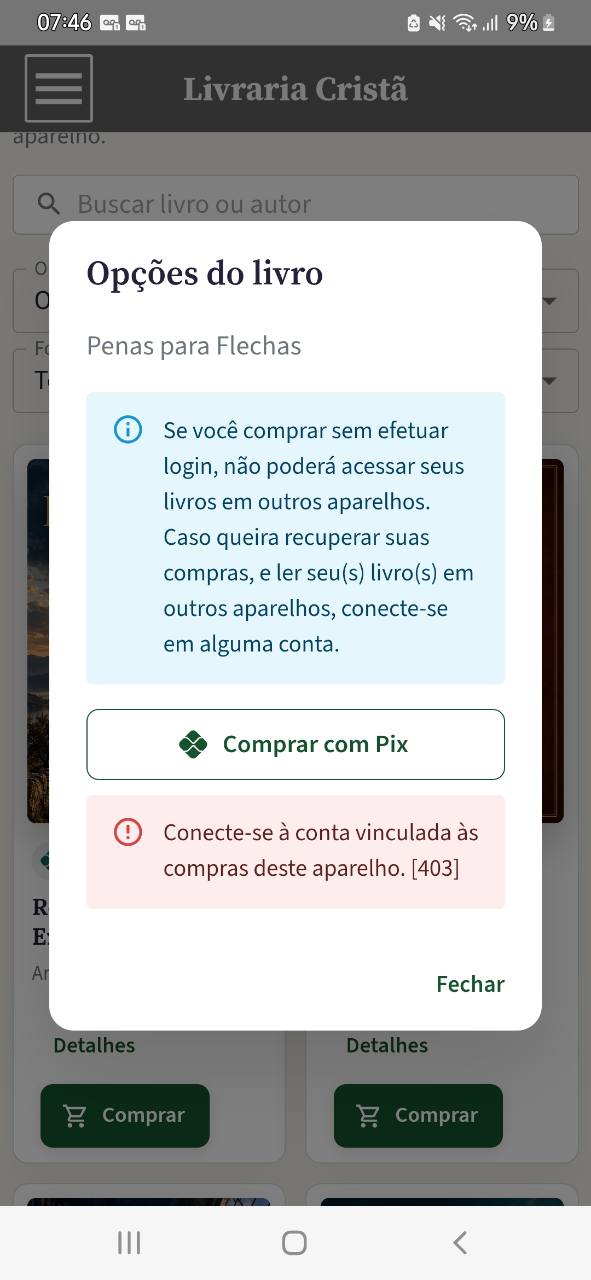 07:46
9%
Livraria Cristã
aparelho.
Buscar livro ou autor
Opções do livro
Penas para Flechas
Se você comprar sem efetuar
login, não poderá acessar seus
livros em outros aparelhos.
Caso queira recuperar suas
compras, e ler seu(s) livro(s) em
outros aparelhos, conecte-se
em alguma conta.
Comprar com Pix
Conecte-se à conta vinculada às
compras deste aparelho. [403]
Fechar
Detalhes
Detalhes
Comprar
Comprar